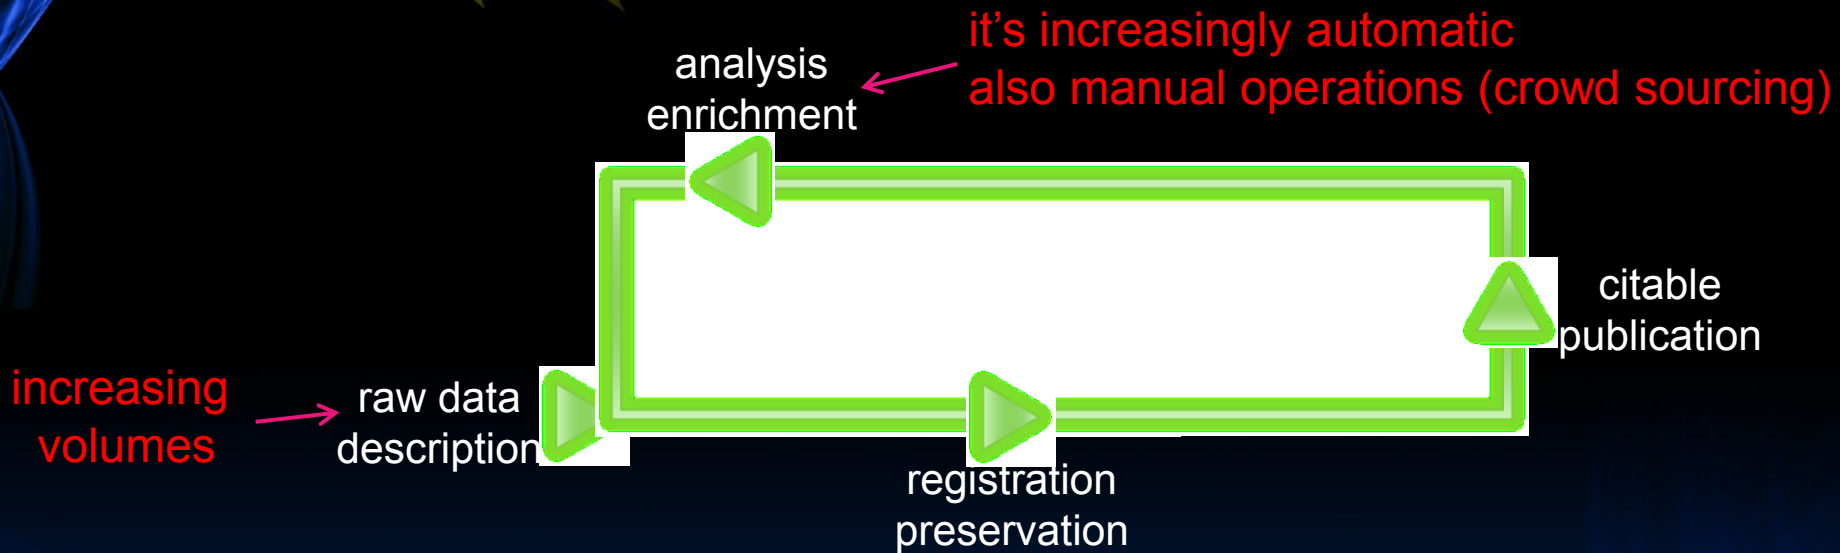 it’s increasingly automatic
also manual operations (crowd sourcing)
analysis
enrichment
citable
publication
increasing
volumes
raw data
description
registration
preservation